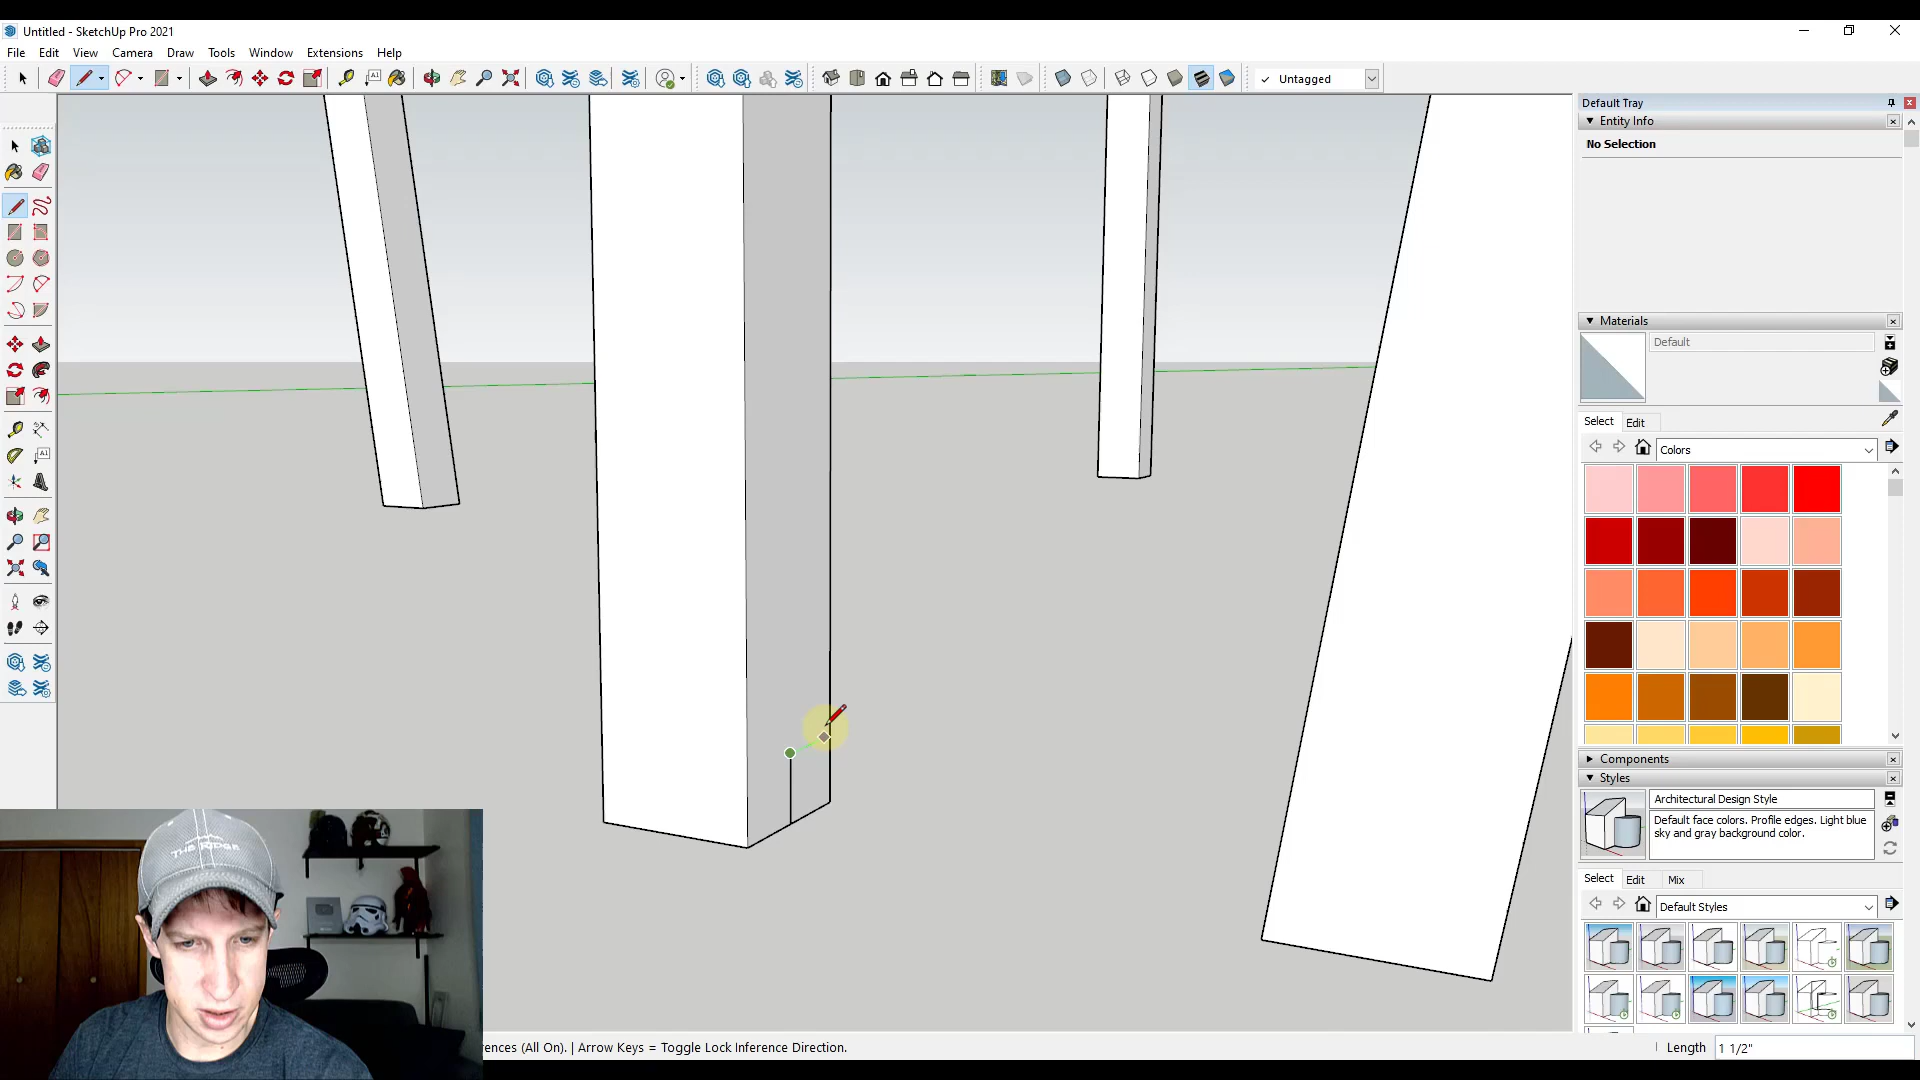 Untitled - SketchUp Pro 2021
File Edit View Camera Draw Tools Window Extensions Help
Untagged
Default Tray
Entity Info
No Selection
Materials
Default
Select Edit
Colors
Components
Styles
Architectural Design Style
Default face colors. Profile edges. Light blue
sky and gray background color.
Select Edit Mix
Default Styles
THE RIDGE
ences (All On). | Arrow Keys = Toggle Lock Inference Direction.
Length 1 1/2"